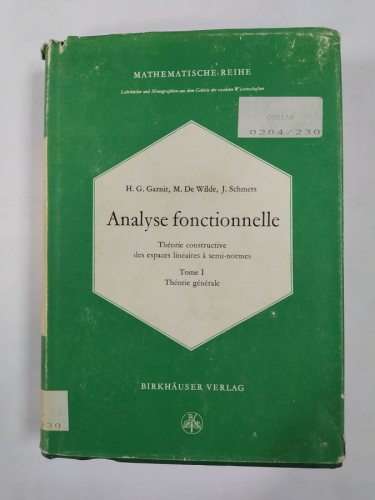 MATHEMATISCHE REIHE
Lehrbücher und Monographien aus dem Gebiete der exakten Wissenschaften
0204/230
H. G. Garnir, M. De Wilde, J. Schmets
Analyse fonctionnelle
Théorie constructive
des espaces linéaires à semi-normes
Tome I
Théorie générale
BIRKHÄUSER VERLAG
230